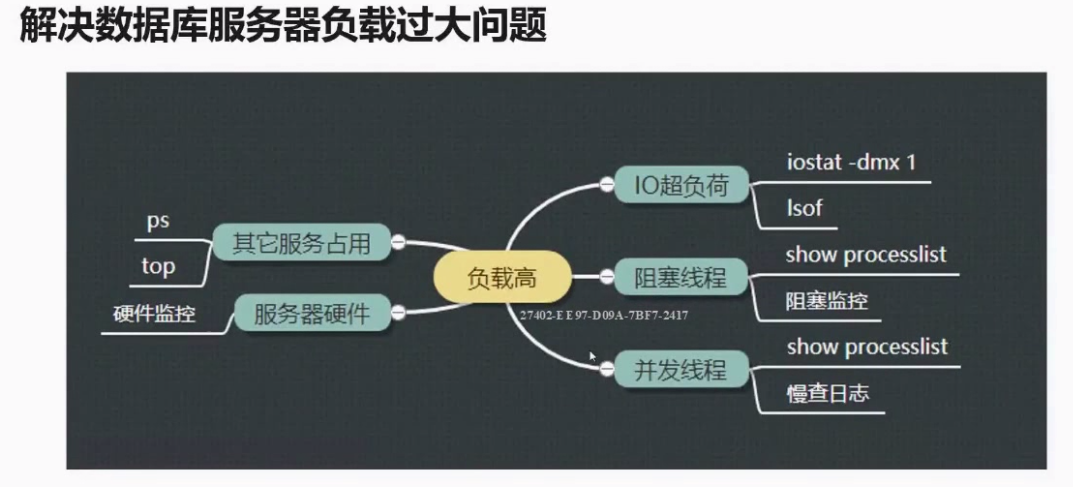 解决数据库服务器负载过大问题
ps
top
其它服务占用
硬件监控
服务器硬件
负载高
27402-EE97-D09A-7BF7-2417
IO超负荷
iostat -dmx 1
lsof
阻塞线程
show processlist
阻塞监控
并发线程
show processlist
慢查日志